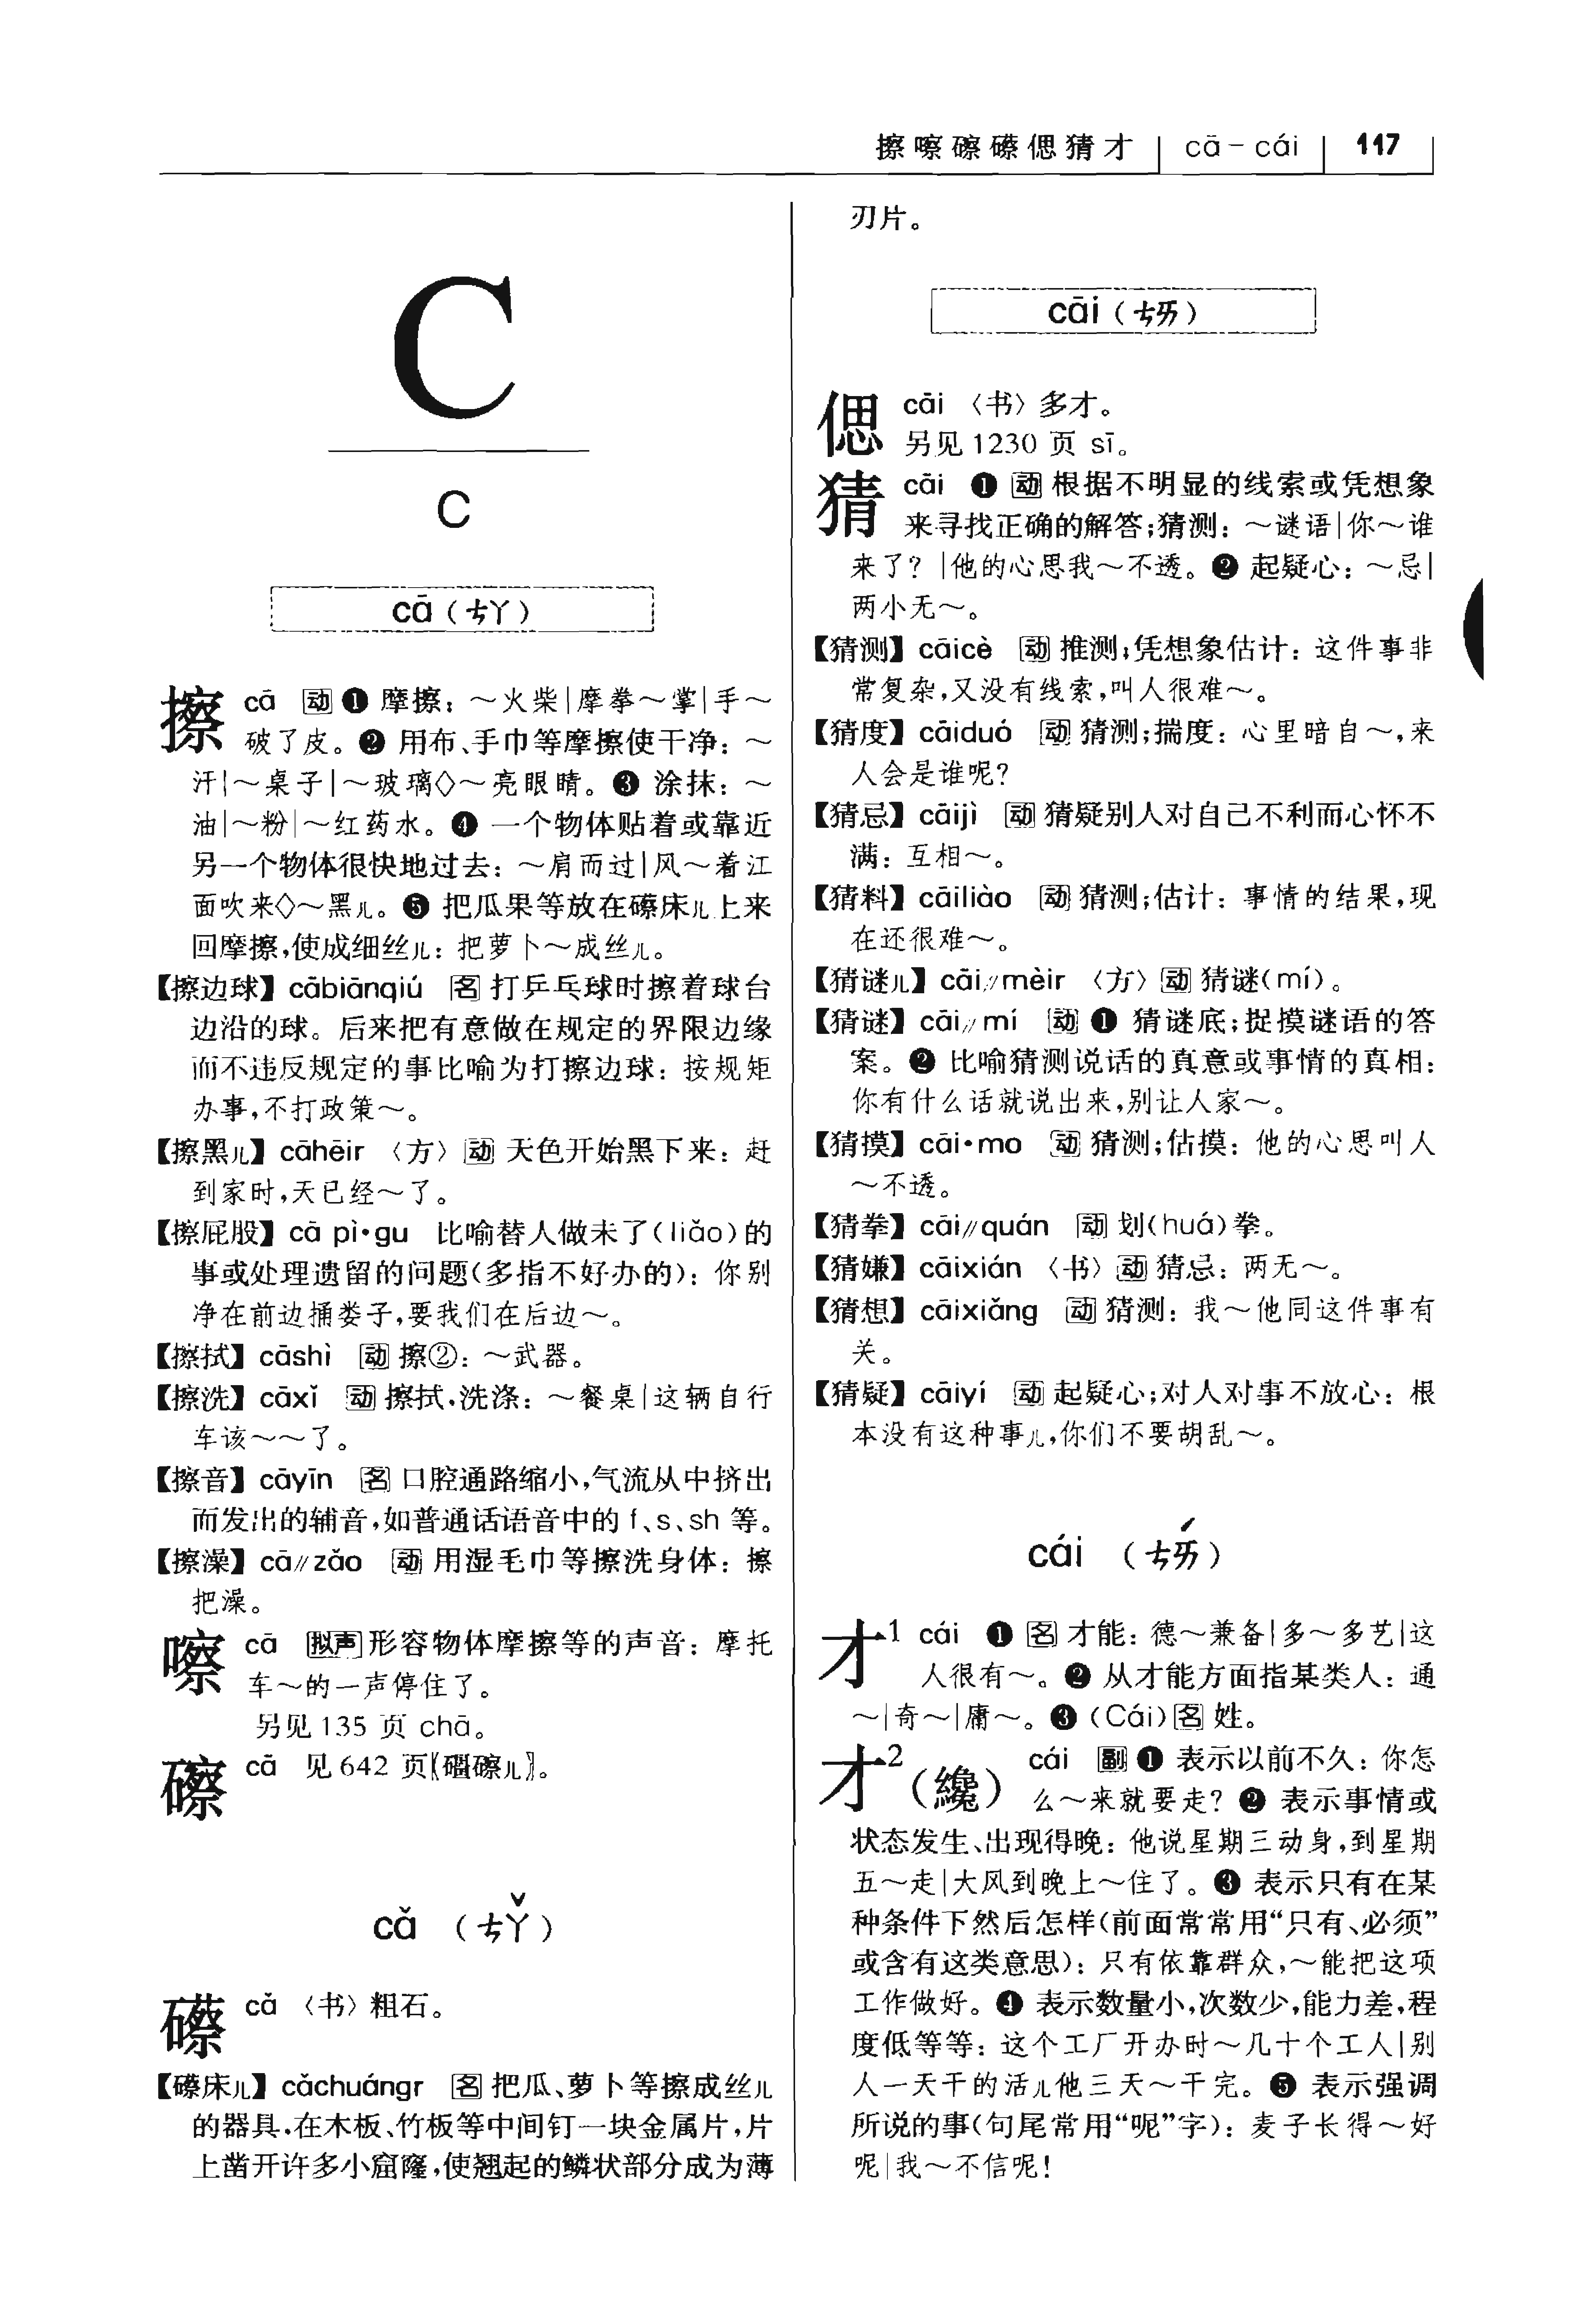 擦嚓礤礤偲猜才 | cā－cái | 117
C
C
cā（ㄘㄚ）
擦 cā 动 ❶ 摩擦：～火柴|摩拳～掌|手～
破了皮。❷ 用布、手巾等摩擦使干净：～
汗|～桌子|～玻璃◇～亮眼睛。❸ 涂抹：～
油|～粉|～红药水。❹ 一个物体贴着或靠近
另一个物体很快地过去：～肩而过|风～着江
面吹来◇～黑儿。❺ 把瓜果等放在礤床儿上来
回摩擦，使成细丝儿：把萝卜～成丝儿。
【擦边球】cābiānqiú 名 打乒乓球时擦着球台
边沿的球。后来把有意做在规定的界限边缘
而不违反规定的事比喻为打擦边球：按规矩
办事，不打政策～。
【擦黑儿】cāhēir 〈方〉动 天色开始黑下来：赶
到家时，天已经～了。
【擦屁股】cā pì•gu 比喻替人做未了(liǎo)的
事或处理遗留的问题(多指不好办的)：你别
净在前边捅娄子，要我们在后边～。
【擦拭】cāshì 动 擦②：～武器。
【擦洗】cāxǐ 动 擦拭，洗涤：～餐桌|这辆自行
车该～～了。
【擦音】cāyīn 名 口腔通路缩小，气流从中挤出
而发出的辅音，如普通话语音中的 f、s、sh 等。
【擦澡】cā∥zǎo 动 用湿毛巾等擦洗身体：擦
把澡。
嚓 cā 拟声 形容物体摩擦等的声音：摩托
车～的一声停住了。
另见135 页 chā。
䃰 cā 见642 页〖礓䃰儿〗。
cǎ （ㄘㄚˇ）
礤 cǎ 〈书〉粗石。
【礤床儿】cǎchuángr 名 把瓜、萝卜等擦成丝儿
的器具，在木板、竹板等中间钉一块金属片，片
上凿开许多小窟窿，使翘起的鳞状部分成为薄
刃片。
cāi（ㄘㄞ）
偲 cāi 〈书〉多才。
另见1230 页 sī。
猜 cāi ❶ 动 根据不明显的线索或凭想象
来寻找正确的解答；猜测：～谜语|你～谁
来了？|他的心思我～不透。❷ 起疑心：～忌|
两小无～。
【猜测】cāicè 动 推测；凭想象估计：这件事非
常复杂，又没有线索，叫人很难～。
【猜度】cāiduó 动 猜测；揣度：心里暗自～，来
人会是谁呢？
【猜忌】cāijì 动 猜疑别人对自己不利而心怀不
满：互相～。
【猜料】cāiliào 动 猜测；估计：事情的结果，现
在还很难～。
【猜谜儿】cāi∥mèir 〈方〉动 猜谜(mí)。
【猜谜】cāi∥mí 动 ❶ 猜谜底；捉摸谜语的答
案。❷ 比喻猜测说话的真意或事情的真相：
你有什么话就说出来，别让人家～。
【猜摸】cāi•mo 动 猜测；估摸：他的心思叫人
～不透。
【猜拳】cāi∥quán 动 划(huá)拳。
【猜嫌】cāixián 〈书〉动 猜忌：两无～。
【猜想】cāixiǎng 动 猜测：我～他同这件事有
关。
【猜疑】cāiyí 动 起疑心；对人对事不放心：根
本没有这种事儿，你们不要胡乱～。
cái （ㄘㄞˊ）
才1 cái ❶ 名 才能：德～兼备|多～多艺|这
人很有～。❷ 从才能方面指某类人：通
～|奇～|庸～。❸ (Cái)名 姓。
才2（纔） cái 副 ❶ 表示以前不久：你怎
么～来就要走？❷ 表示事情或
状态发生、出现得晚：他说星期三动身，到星期
五～走|大风到晚上～住了。❸ 表示只有在某
种条件下然后怎样(前面常常用“只有、必须”
或含有这类意思)：只有依靠群众，～能把这项
工作做好。❹ 表示数量小，次数少，能力差，程
度低等等：这个工厂开办时～几十个工人|别
人一天干的活儿他三天～干完。❺ 表示强调
所说的事(句尾常用“呢”字)：麦子长得～好
呢|我～不信呢！